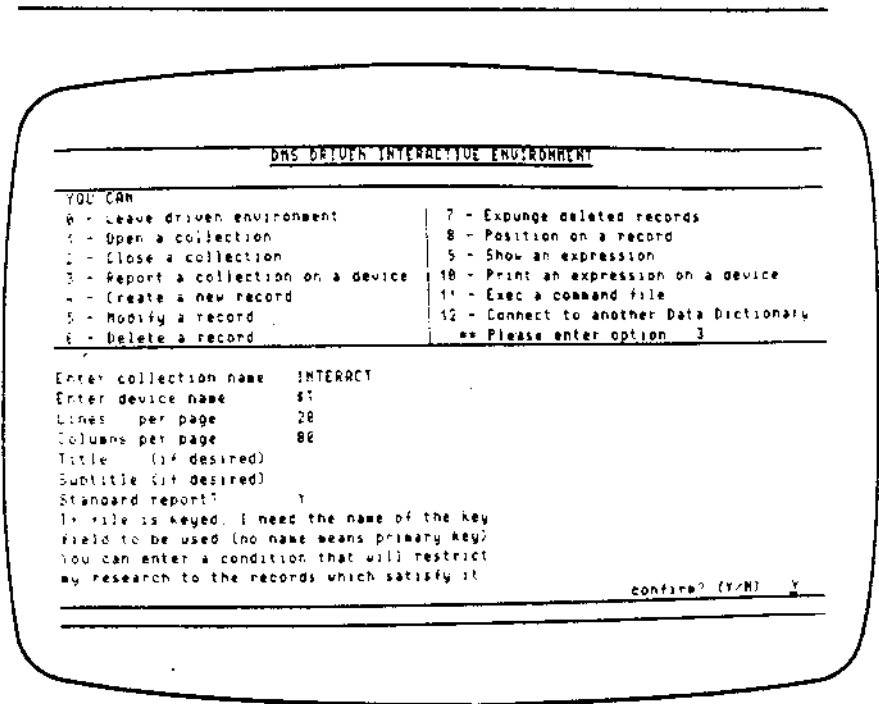 DMS DRIVEN INTERACTIVE ENVIRONMENT
YOU CAN
0 - Leave driven environment
1 - Open a collection
2 - Close a collection
3 - Report a collection on a device
4 - Create a new record
5 - Modify a record
6 - Delete a record
7 - Expunge deleted records
8 - Position on a record
9 - Show an expression
10 - Print an expression on a device
11 - Exec a command file
12 - Connect to another Data Dictionary
** Please enter option 3
Enter collection name INTERACT
Enter device name
Lines per page 20
Columns per page 80
Title (if desired)
Subtitle (if desired)
Standard report? Y
If file is keyed, I need the name of the key
field to be used (no name means primary key)
You can enter a condition that will restrict
my research to the records which satisfy it
confirm? (Y/N) Y